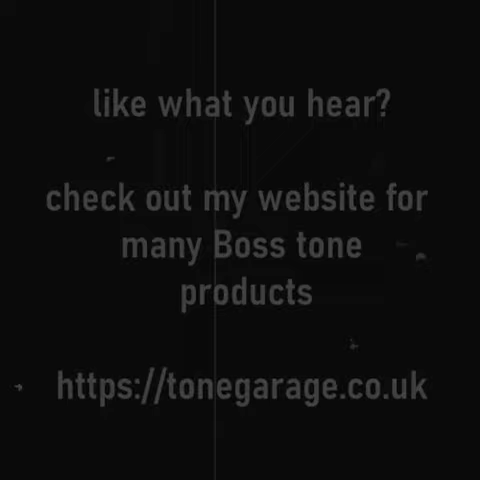 like what you hear?
check out my website for
many Boss tone
products
https://tonegarage.co.uk